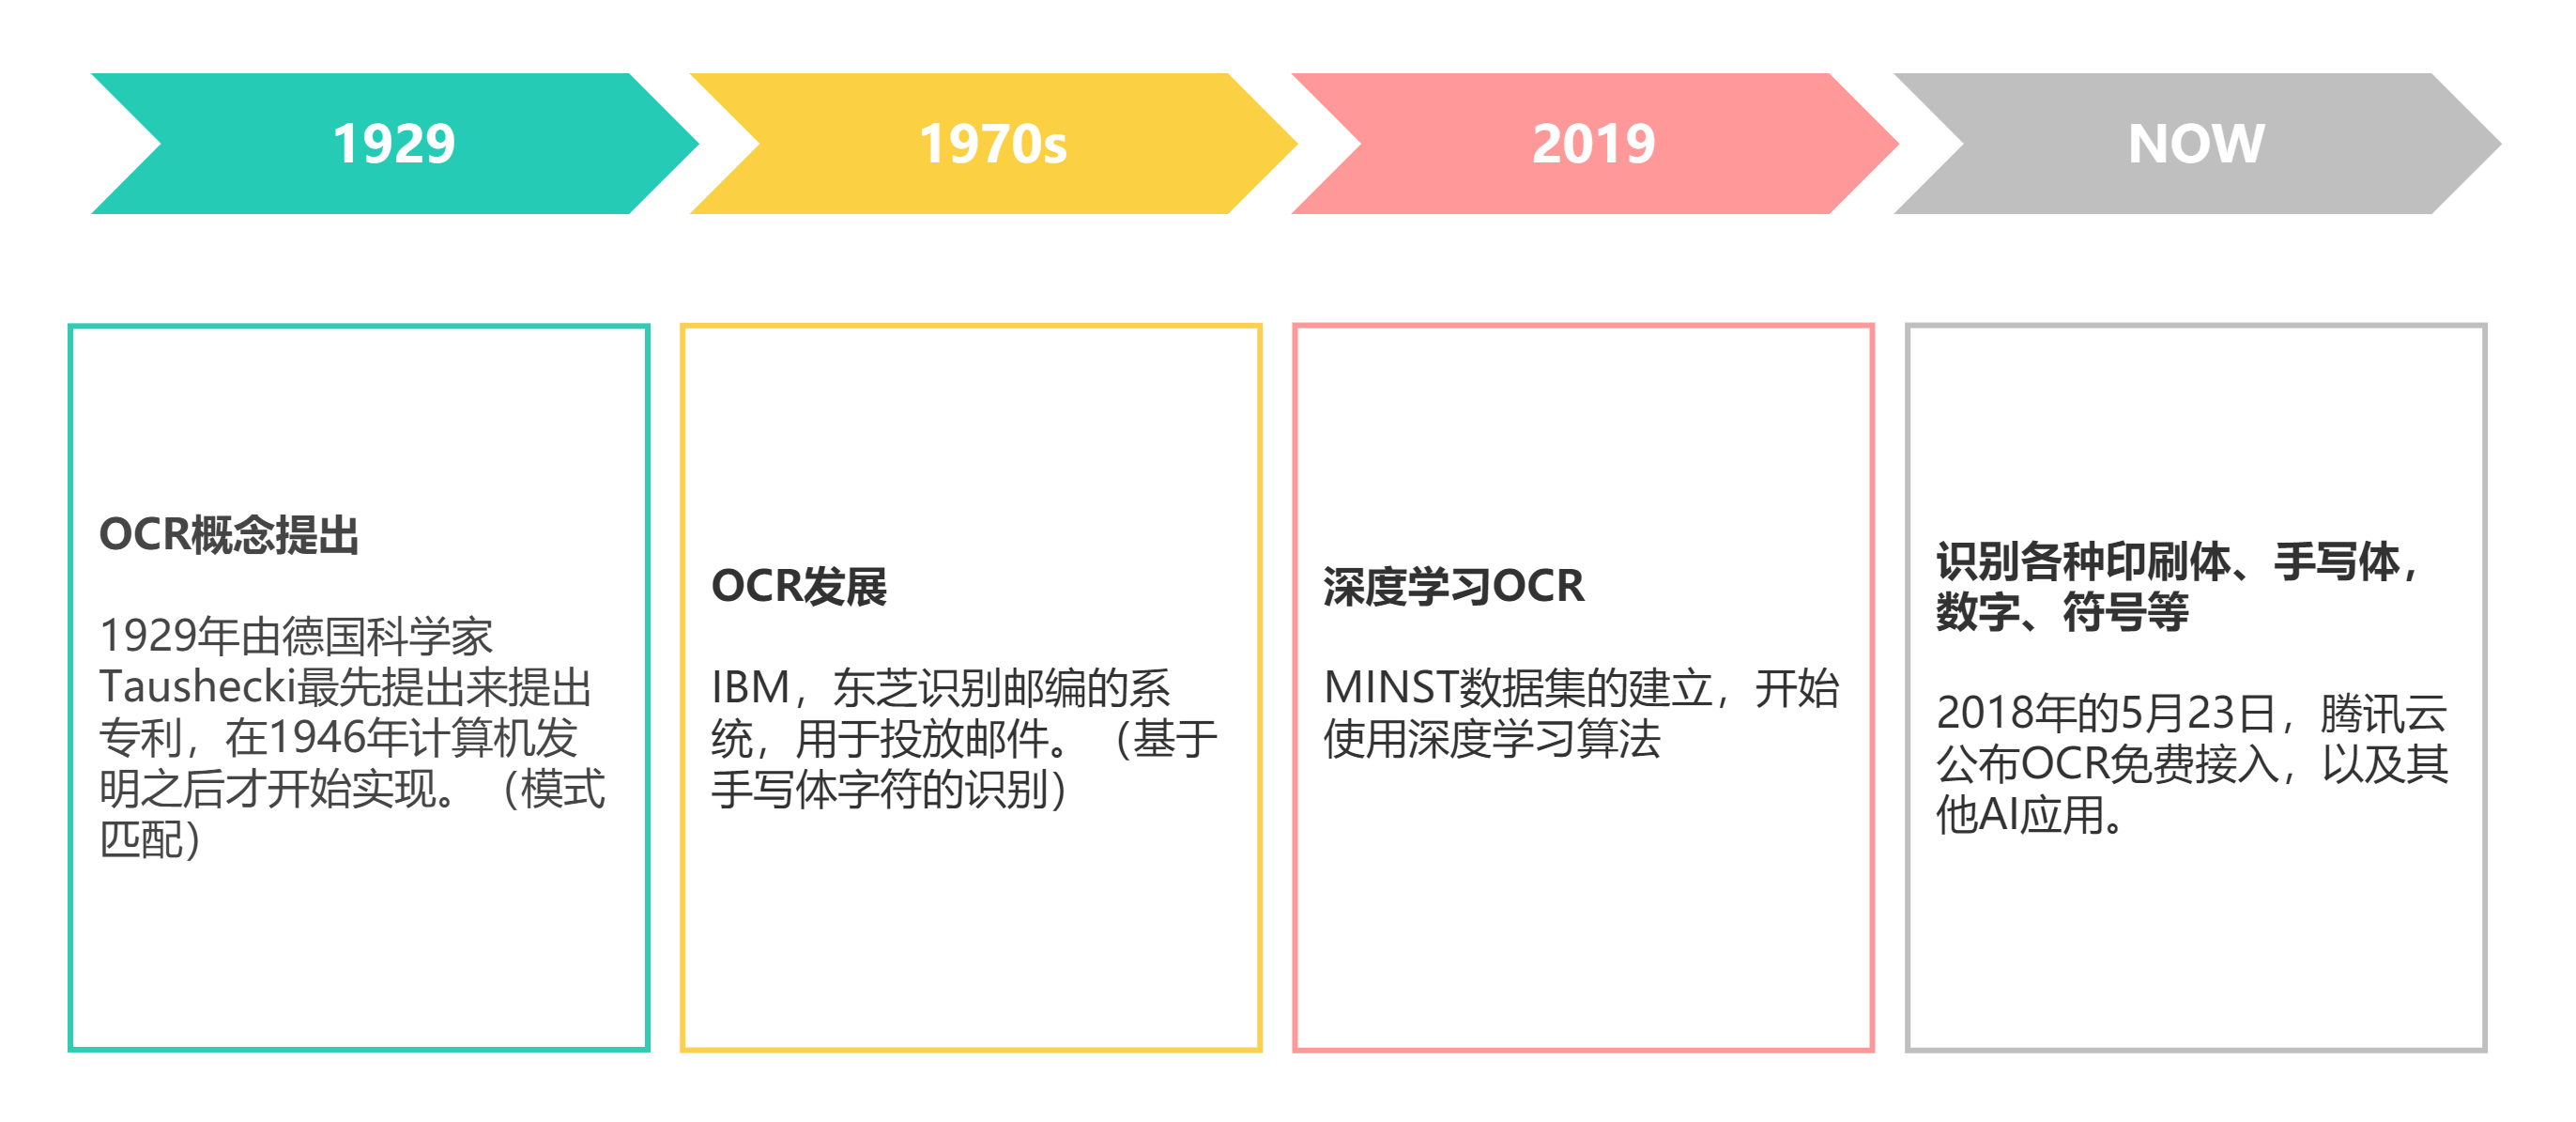 1929
1970s
2019
NOW
OCR概念提出
1929年由德国科学家
Taushecki最先提出来提出
专利，在1946年计算机发
明之后才开始实现。（模式
匹配）
OCR发展
IBM，东芝识别邮编的系
统，用于投放邮件。（基于
手写体字符的识别）
深度学习OCR
MINST数据集的建立，开始
使用深度学习算法
识别各种印刷体、手写体，
数字、符号等
2018年的5月23日，腾讯云
公布OCR免费接入，以及其
他AI应用。